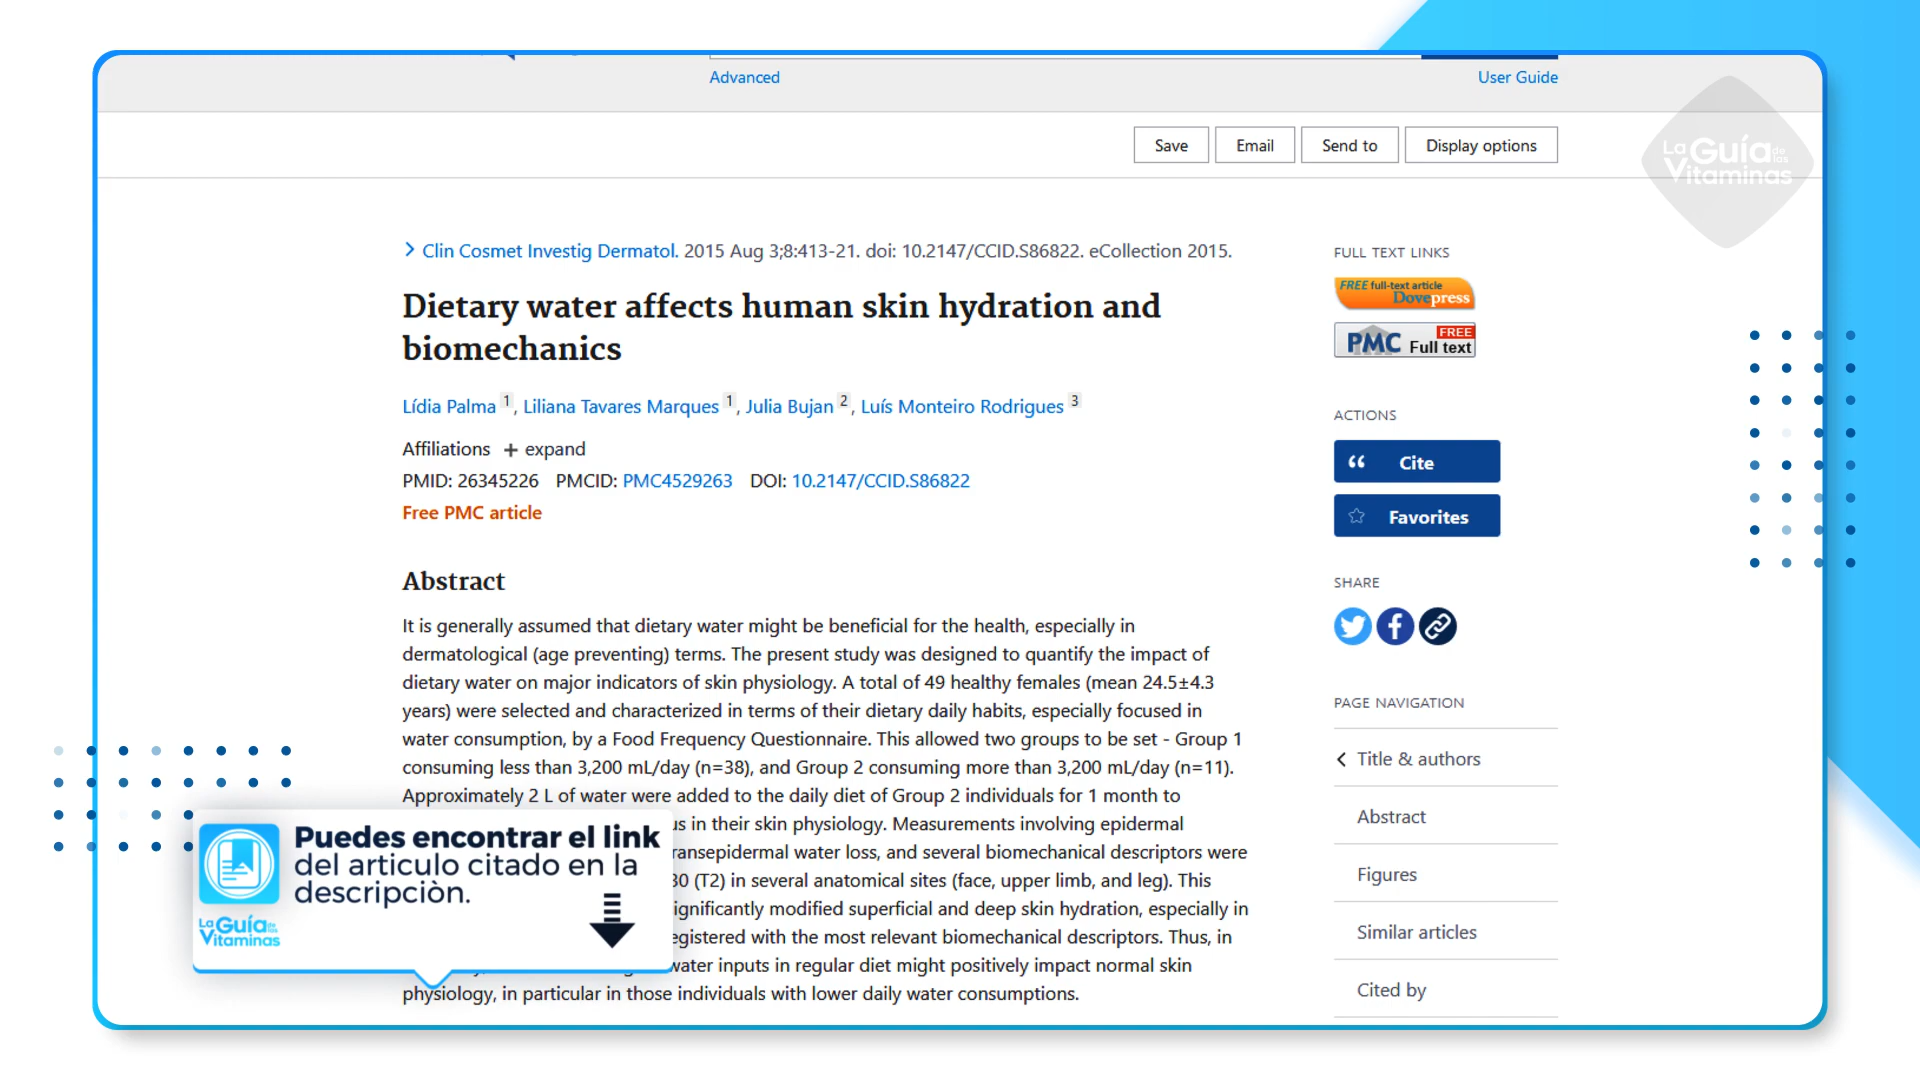 Advanced
User Guide
Save
Email
Send to
Display options
La Guía de las Vitaminas
Clin Cosmet Investig Dermatol. 2015 Aug 3;8:413-21. doi: 10.2147/CCID.S86822. eCollection 2015.
Dietary water affects human skin hydration and
biomechanics
Lídia Palma 1, Liliana Tavares Marques 1, Julia Bujan 2, Luís Monteiro Rodrigues 3
Affiliations + expand
PMID: 26345226 PMCID: PMC4529263 DOI: 10.2147/CCID.S86822
Free PMC article
Abstract
It is generally assumed that dietary water might be beneficial for the health, especially in
dermatological (age preventing) terms. The present study was designed to quantify the impact of
dietary water on major indicators of skin physiology. A total of 49 healthy females (mean 24.5±4.3
years) were selected and characterized in terms of their dietary daily habits, especially focused in
water consumption, by a Food Frequency Questionnaire. This allowed two groups to be set - Group 1
consuming less than 3,200 mL/day (n=38), and Group 2 consuming more than 3,200 mL/day (n=11).
Approximately 2 L of water were added to the daily diet of Group 2 individuals for 1 month to
in their skin physiology. Measurements involving epidermal
water loss, and several biomechanical descriptors were
(T2) in several anatomical sites (face, upper limb, and leg). This
modified superficial and deep skin hydration, especially in
with the most relevant biomechanical descriptors. Thus, in
water inputs in regular diet might positively impact normal skin
physiology, in particular in those individuals with lower daily water consumptions.
FULL TEXT LINKS
FREE full-text article
Dovepress
PMC FREE Full text
ACTIONS
Cite
Favorites
SHARE
PAGE NAVIGATION
Title & authors
Abstract
Figures
Similar articles
Cited by
Puedes encontrar el link
del articulo citado en la
descripciòn.
La Guía de las
Vitaminas